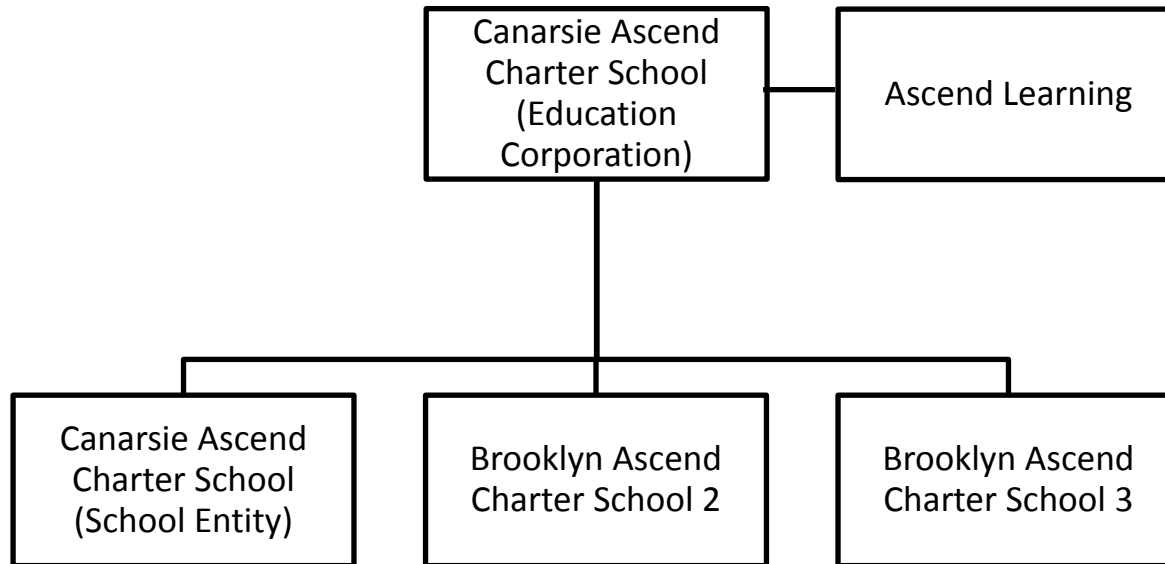 Canarsie Ascend
Charter School
(Education
Corporation)
Ascend Learning
Canarsie Ascend
Charter School
(School Entity)
Brooklyn Ascend
Charter School 2
Brooklyn Ascend
Charter School 3